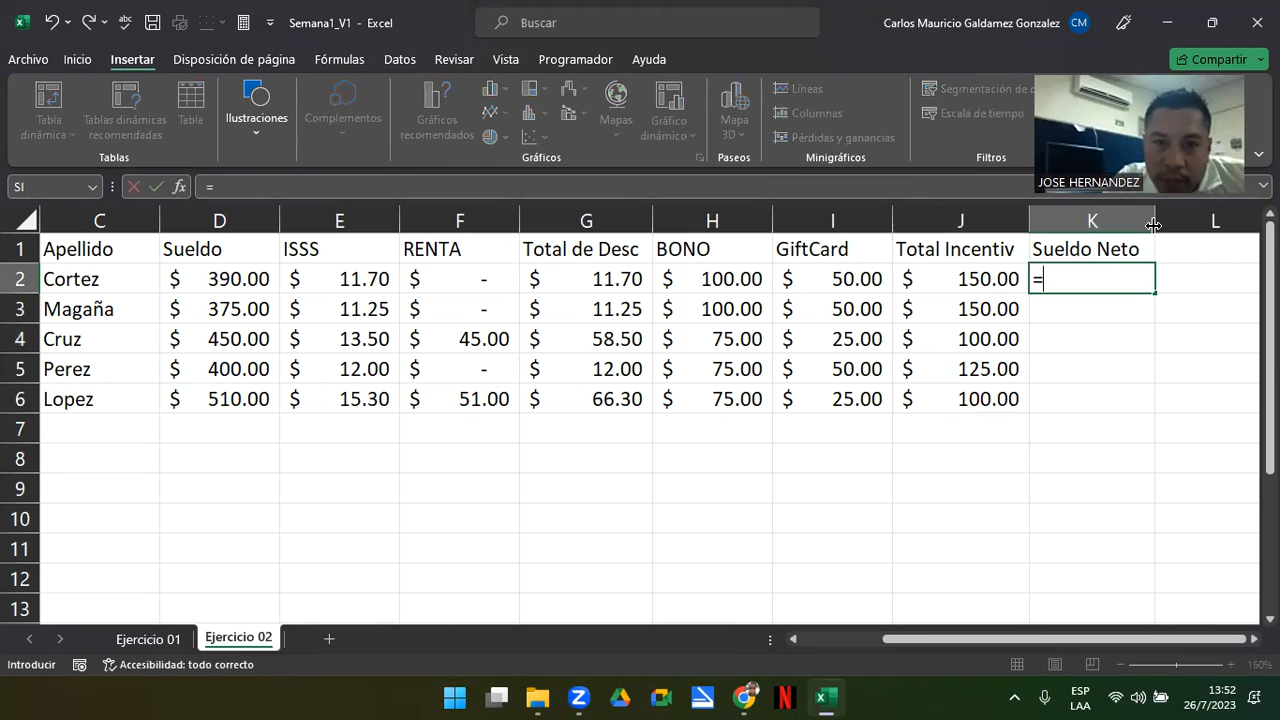 Semana1_V1 - Excel
Buscar
Carlos Mauricio Galdamez Gonzalez
CM
Archivo Inicio Insertar Disposición de página Fórmulas Datos Revisar Vista Programador Ayuda
Compartir
Tabla dinámica
Tablas dinámicas recomendadas
Tabla
Ilustraciones
Complementos
Gráficos recomendados
Mapas
Gráfico dinámico
Mapa 3D
Líneas
Columnas
Pérdidas y ganancias
Segmentación de d
Escala de tiempo
Tablas
Gráficos
Paseos
Minigráficos
Filtros
JOSE HERNANDEZ
SI
fx
=
C D E F G H I J K L
1 Apellido Sueldo ISSS RENTA Total de Desc BONO GiftCard Total Incentiv Sueldo Neto
2 Cortez $ 390.00 $ 11.70 $ - $ 11.70 $ 100.00 $ 50.00 $ 150.00 =
3 Magaña $ 375.00 $ 11.25 $ - $ 11.25 $ 100.00 $ 50.00 $ 150.00
4 Cruz $ 450.00 $ 13.50 $ 45.00 $ 58.50 $ 75.00 $ 25.00 $ 100.00
5 Perez $ 400.00 $ 12.00 $ - $ 12.00 $ 75.00 $ 50.00 $ 125.00
6 Lopez $ 510.00 $ 15.30 $ 51.00 $ 66.30 $ 75.00 $ 25.00 $ 100.00
7
8
9
10
11
12
13
Ejercicio 01 Ejercicio 02
Introducir
Accesibilidad: todo correcto
160%
ESP
LAA
13:52
26/7/2023